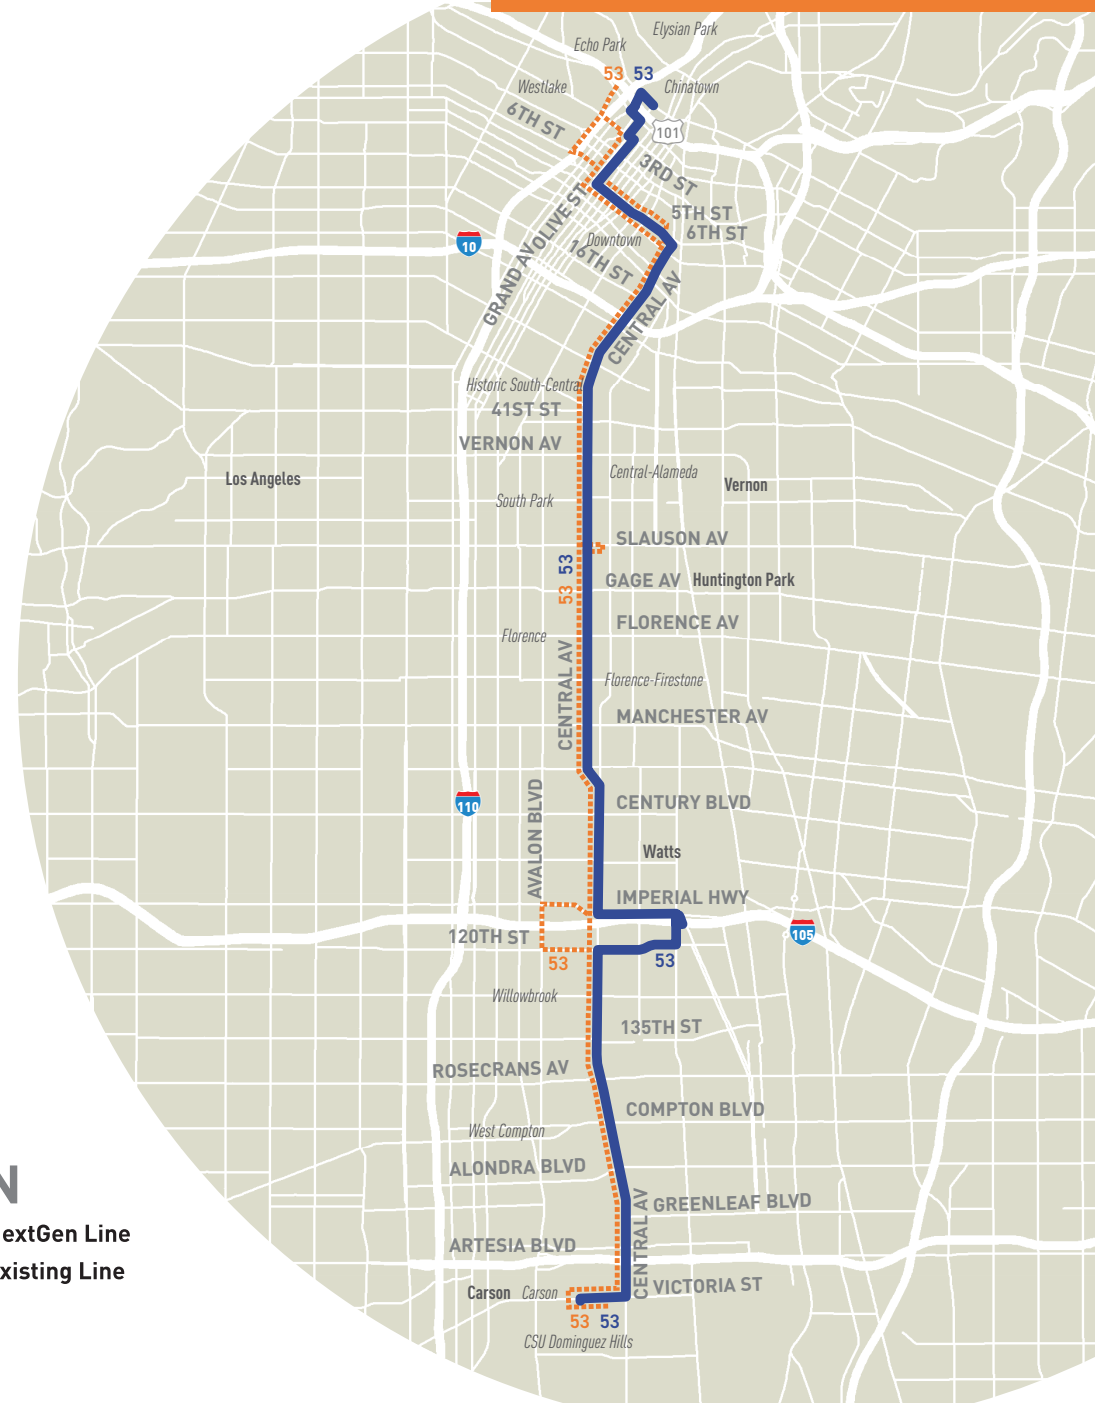 Elysian Park
Echo Park
53
53
Westlake
Chinatown
6TH ST
101
3RD ST
5TH ST
6TH ST
OLIVE ST
Downtown
10
16TH ST
GRAND AV
CENTRAL AV
Historic South-Central
41ST ST
VERNON AV
Central-Alameda
Los Angeles
Vernon
South Park
SLAUSON AV
53
53
GAGE AV
Huntington Park
FLORENCE AV
Florence
CENTRAL AV
Florence-Firestone
MANCHESTER AV
110
AVALON BLVD
CENTURY BLVD
Watts
IMPERIAL HWY
120TH ST
105
53
53
Willowbrook
135TH ST
ROSECRANS AV
COMPTON BLVD
West Compton
ALONDRA BLVD
N
GREENLEAF BLVD
CENTRAL AV
extGen Line
ARTESIA BLVD
xisting Line
VICTORIA ST
Carson
Carson
53
53
CSU Dominguez Hills